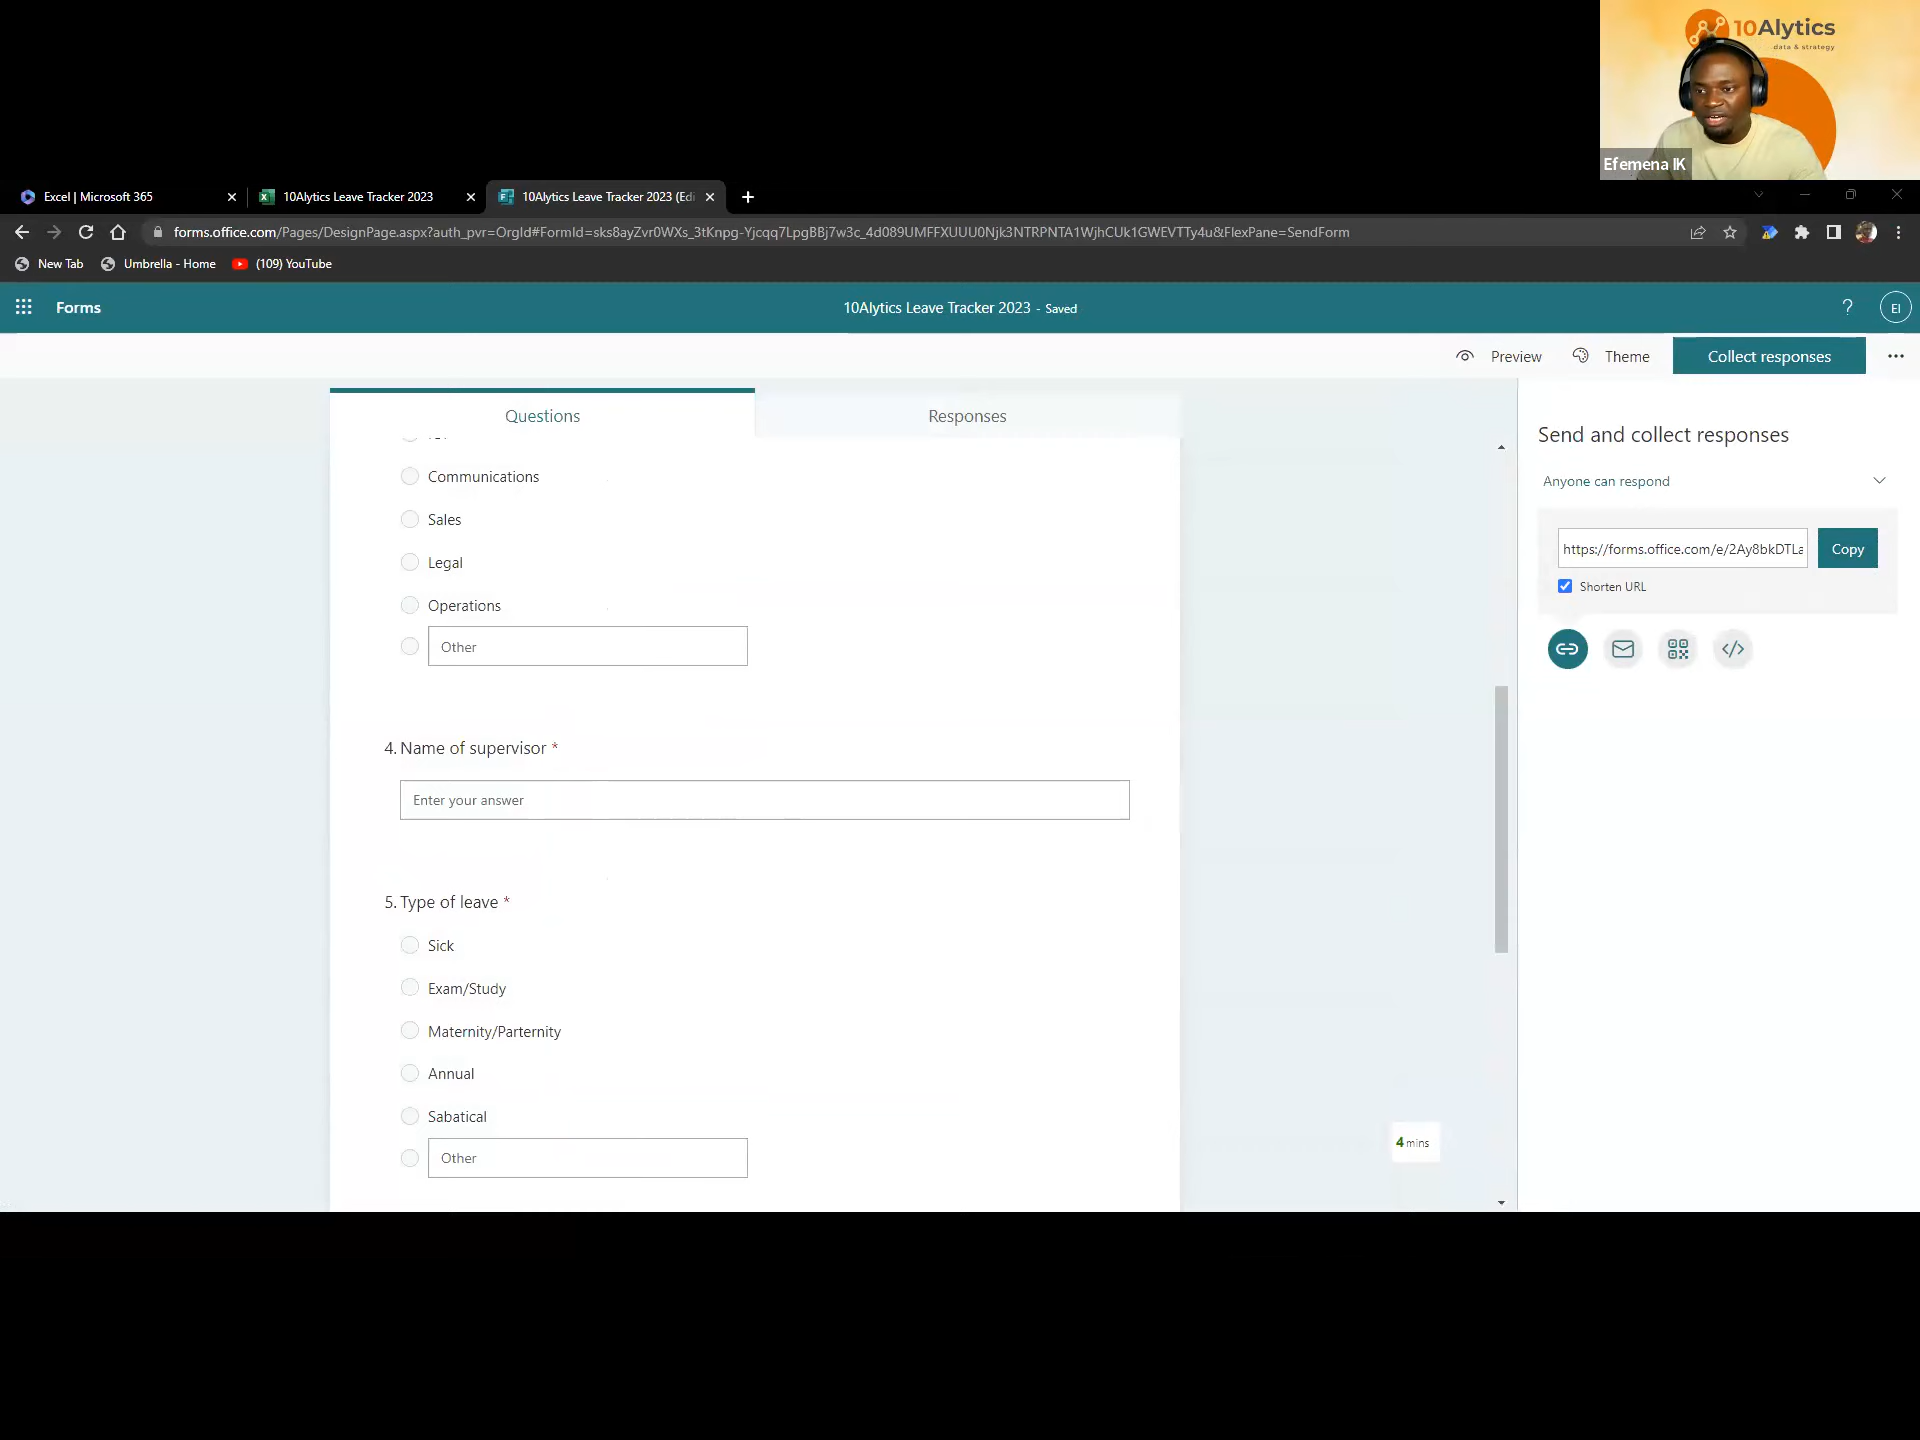 10Alytics
data & strategy
Efemena IK
Excel | Microsoft 365
10Alytics Leave Tracker 2023
10Alytics Leave Tracker 2023 (Edi
forms.office.com/Pages/DesignPage.aspx?auth_pvr=OrgId#FormId=sks8ayZvr0WXs_3tKnpg-Yjcqq7LpgBBj7w3c_4d089UMFFXUUU0Njk3NTRPNTA1WjhCUk1GWEVTTy4u&FlexPane=SendForm
New Tab
Umbrella - Home
(109) YouTube
Forms
10Alytics Leave Tracker 2023 - Saved
?
EI
Preview
Theme
Collect responses
Questions
Responses
Communications
Sales
Legal
Operations
Other
4. Name of supervisor *
Enter your answer
5. Type of leave *
Sick
Exam/Study
Maternity/Parternity
Annual
Sabatical
Other
4 mins
Send and collect responses
Anyone can respond
https://forms.office.com/e/2Ay8bkDTLa
Copy
Shorten URL